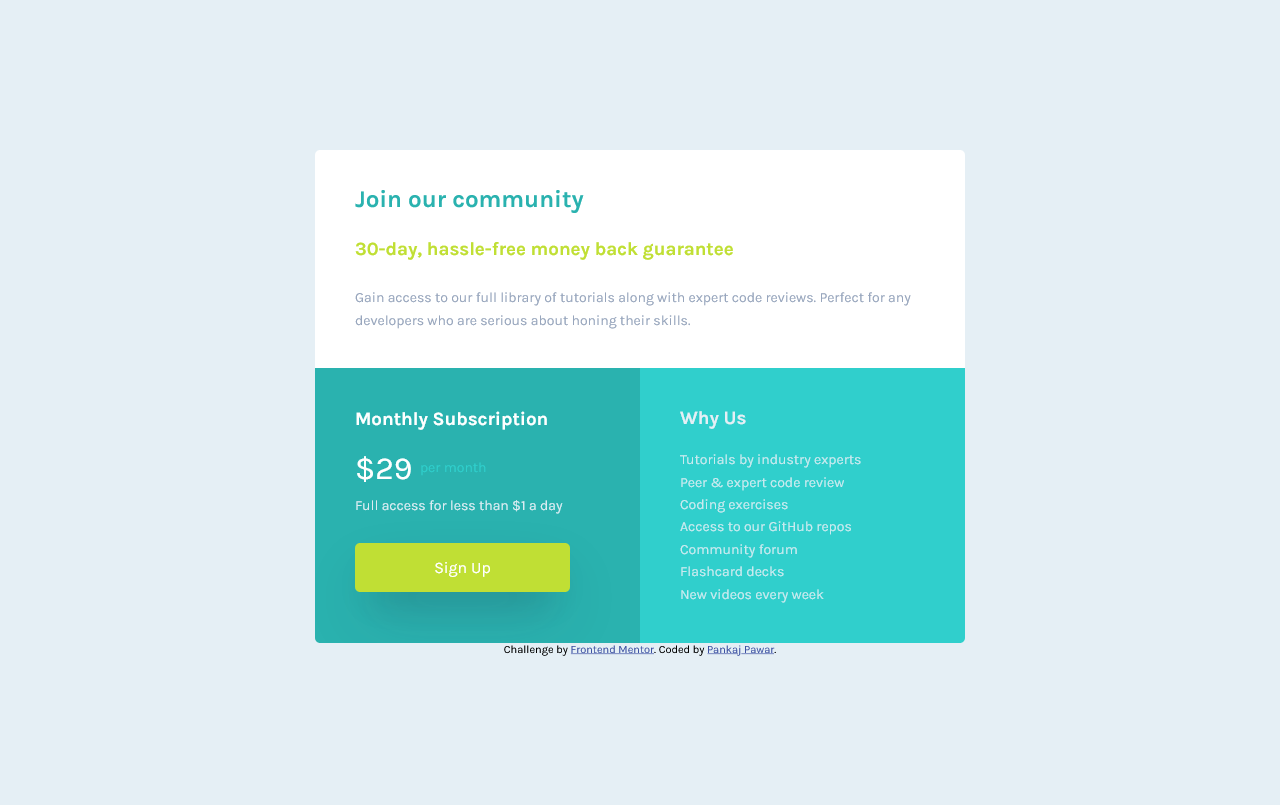 Join our community
30-day, hassle-free money back guarantee
Gain access to our full library of tutorials along with expert code reviews. Perfect for any
developers who are serious about honing their skills.
Monthly Subscription
$29 per month
Full access for less than $1 a day
Sign Up
Why Us
Tutorials by industry experts
Peer & expert code review
Coding exercises
Access to our GitHub repos
Community forum
Flashcard decks
New videos every week
Challenge by Frontend Mentor. Coded by Pankaj Pawar.